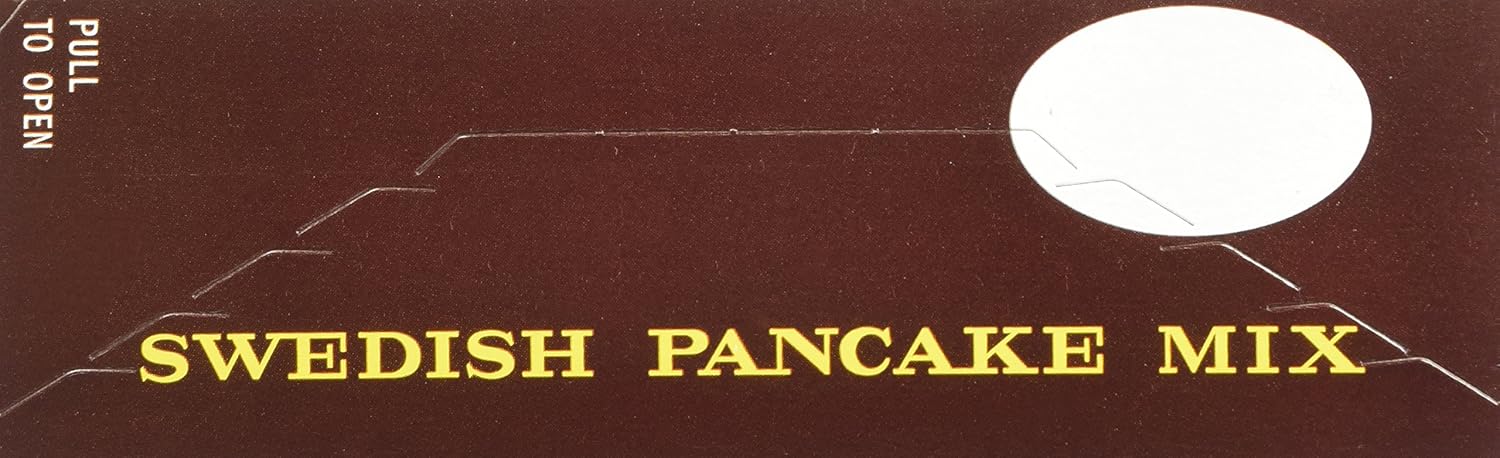 PULL
TO OPEN
SWEDISH PANCAKE MIX